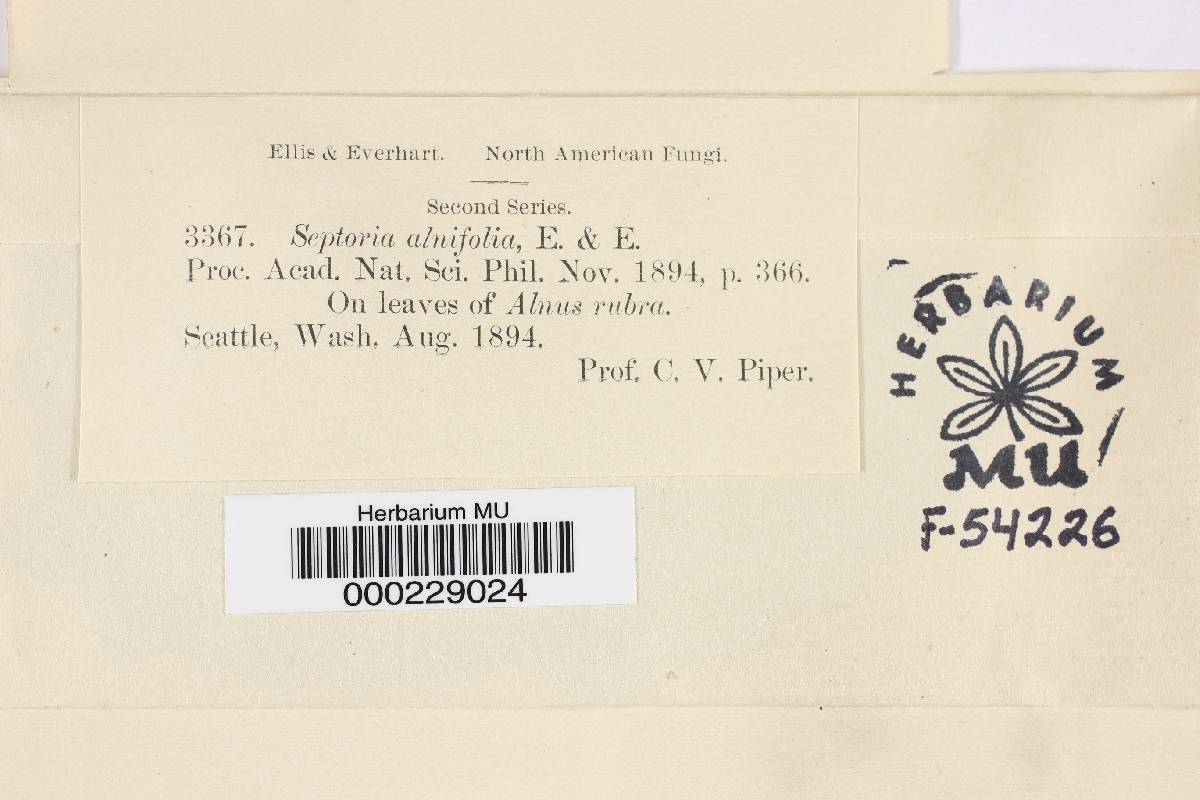 Ellis & Everhart. North American Fungi.
Second Series.
3367. Septoria alnifolia, E. & E.
Proc. Acad. Nat. Sci. Phil. Nov. 1894, p. 366.
On leaves of Alnus rubra.
Seattle, Wash. Aug. 1894.
Prof. C. V. Piper.
HERBARIUM
MU
F-54226
Herbarium MU
000229024